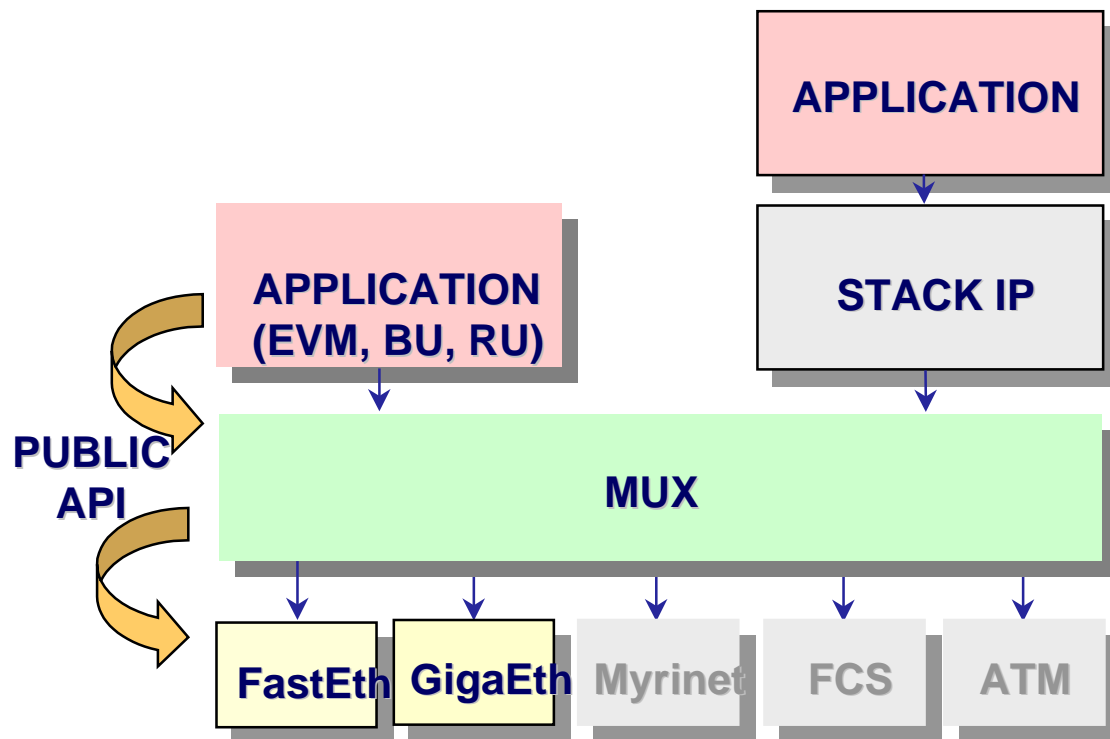 APPLICATION
STACK IP
APPLICATION
(EVM, BU, RU)
PUBLIC
API
MUX
FastEth
GigaEth
Myrinet
FCS
ATM